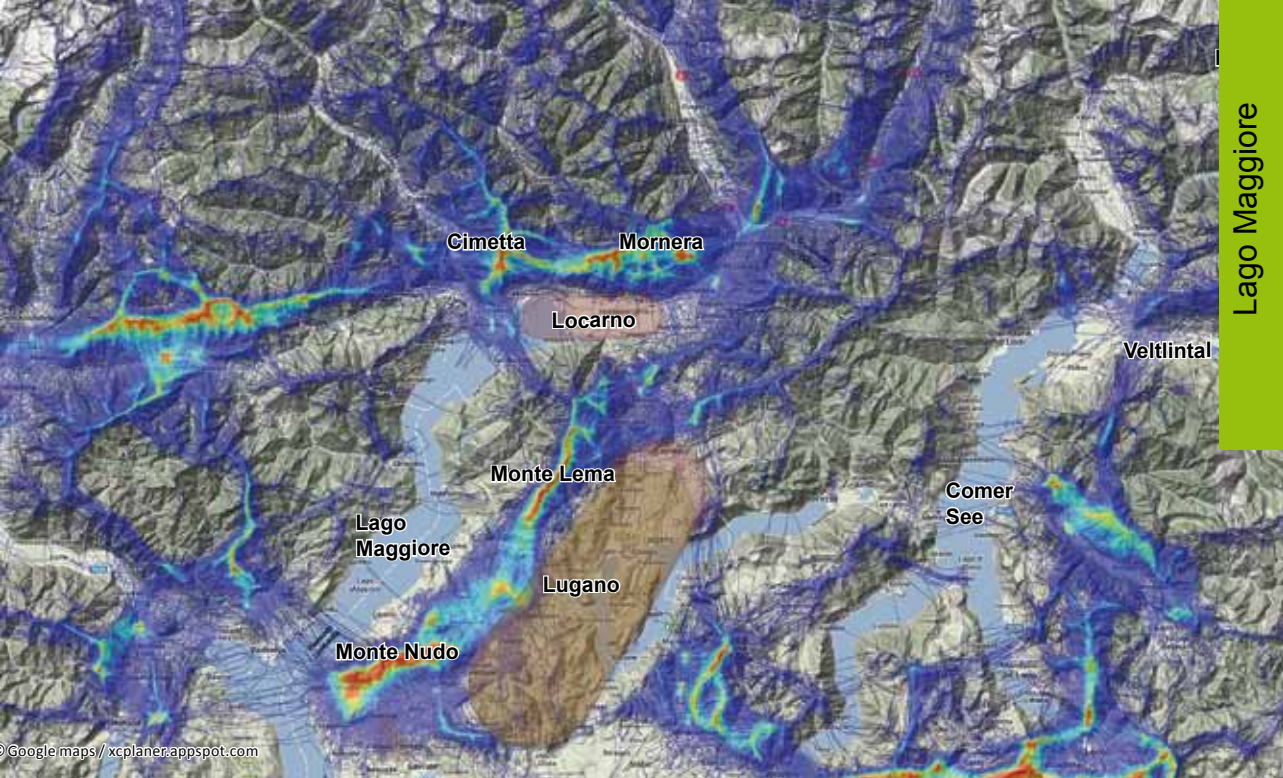 Lago Maggiore
Cimetta
Mornera
Locarno
Veltlintal
Monte Lema
Comer
See
Lago
Maggiore
Lugano
Monte Nudo
© Google maps / xcplaner.appspot.com